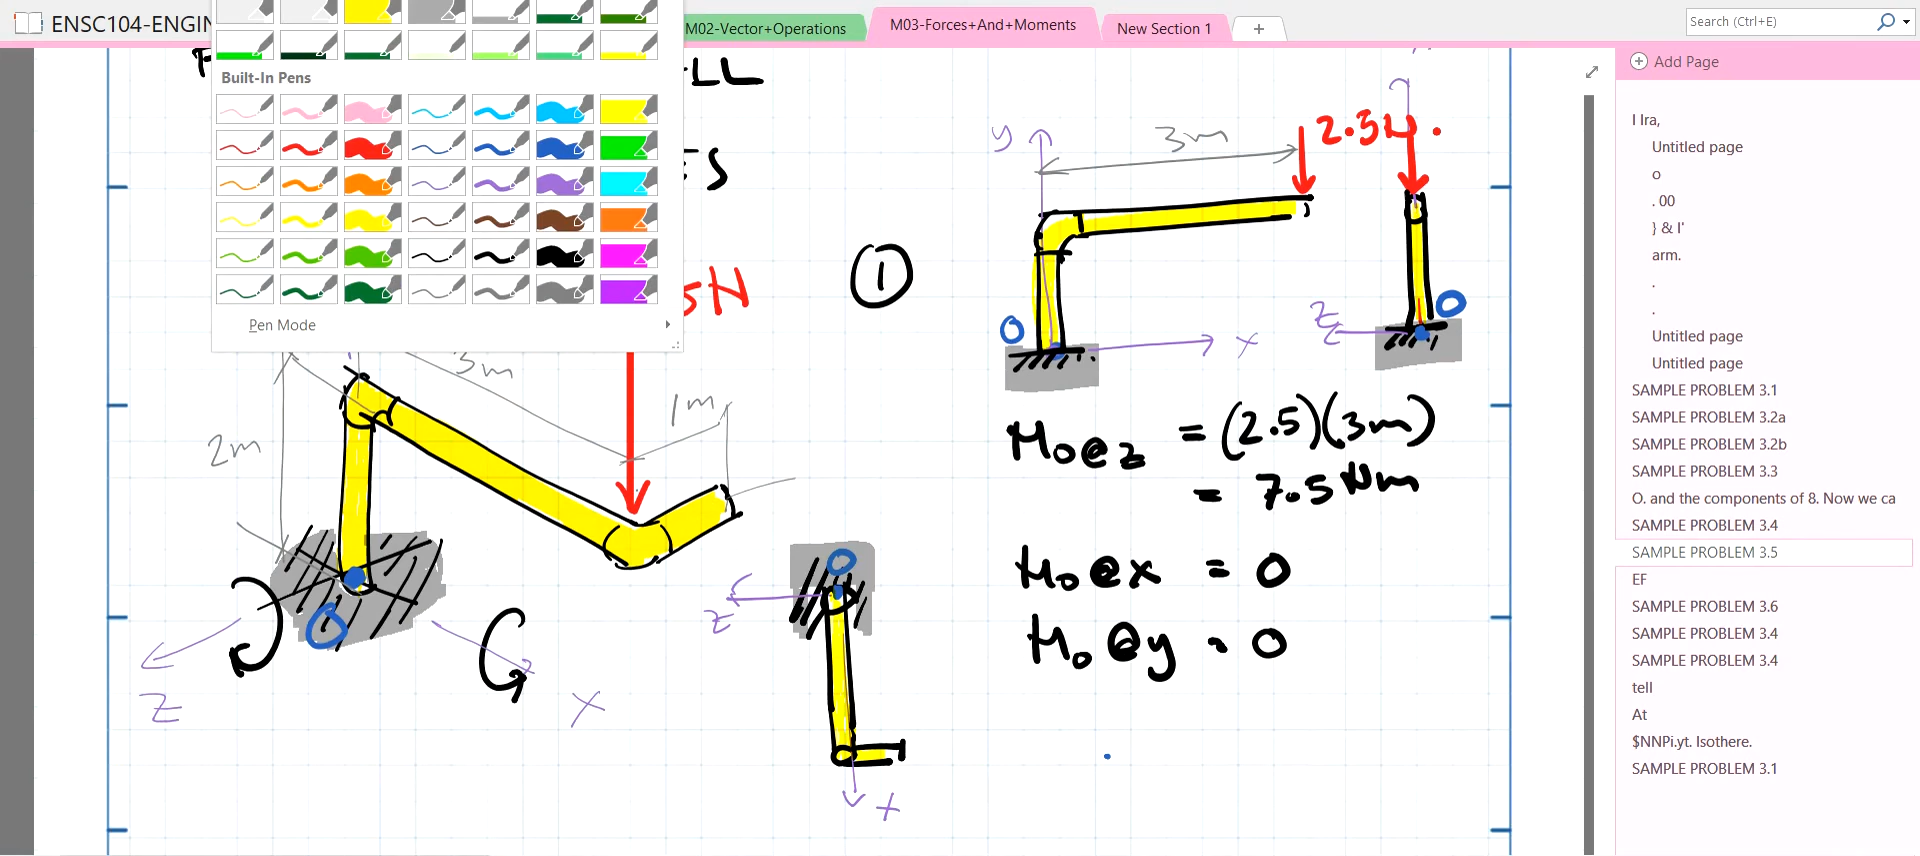 ENSC104-ENGIN
M02-Vector+Operations
M03-Forces+And+Moments
New Section 1
+
Search (Ctrl+E)
Built-In Pens
Pen Mode
LL
ES
5N
3m
1m
2m
O
Z
X
1
y
3m
2.5N
O
X
Z
O
Mo@z = (2.5)(3m)
= 7.5 Nm
Mo@x = 0
Mo@y = 0
O
Z
X
Add Page
I Ira,
Untitled page
o
. 00
} & I'
arm.
.
.
Untitled page
Untitled page
SAMPLE PROBLEM 3.1
SAMPLE PROBLEM 3.2a
SAMPLE PROBLEM 3.2b
SAMPLE PROBLEM 3.3
O. and the components of 8. Now we ca
SAMPLE PROBLEM 3.4
SAMPLE PROBLEM 3.5
EF
SAMPLE PROBLEM 3.6
SAMPLE PROBLEM 3.4
SAMPLE PROBLEM 3.4
tell
At
$NNPi.yt. Isothere.
SAMPLE PROBLEM 3.1